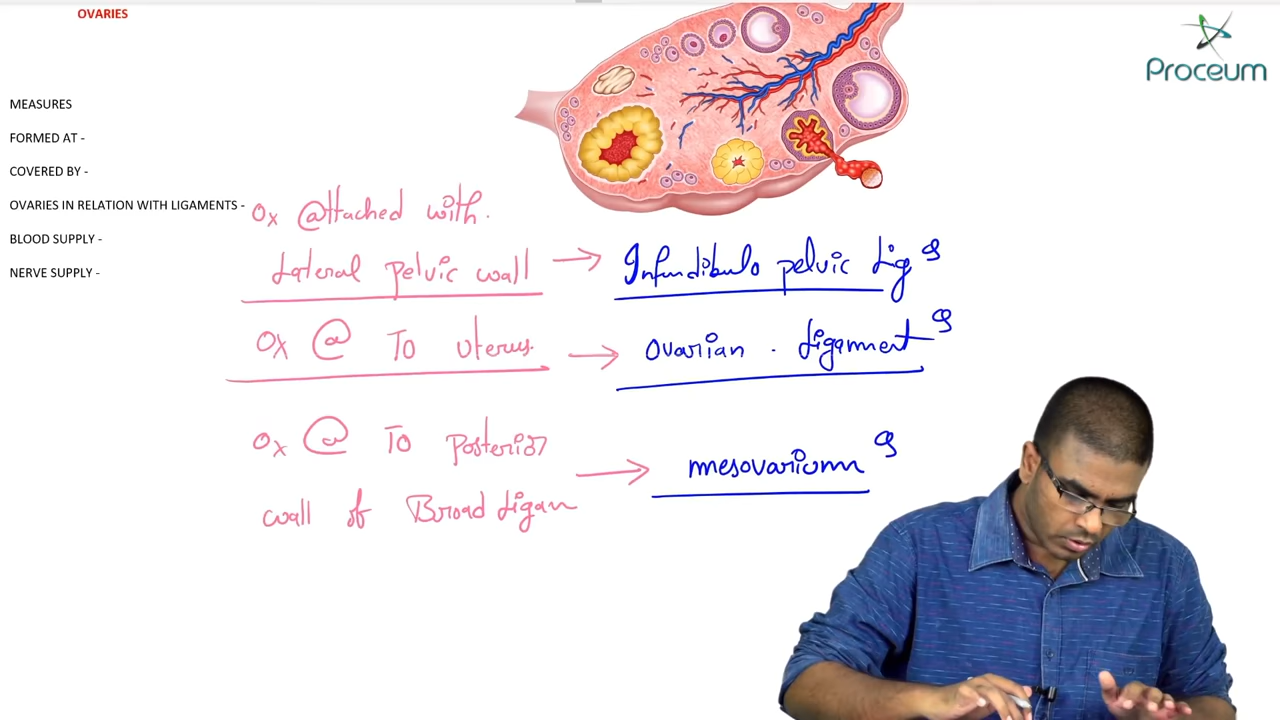 OVARIES
Proceum
MEASURES
FORMED AT -
COVERED BY -
OVARIES IN RELATION WITH LIGAMENTS -
BLOOD SUPPLY -
NERVE SUPPLY -
Ox @ttached with.
Lateral pelvic wall → Infundibulo pelvic Lig
Ox @ To uterus. → Ovarian . Ligament
Ox @ To Posterior
wall of Broad Ligam → mesovarium